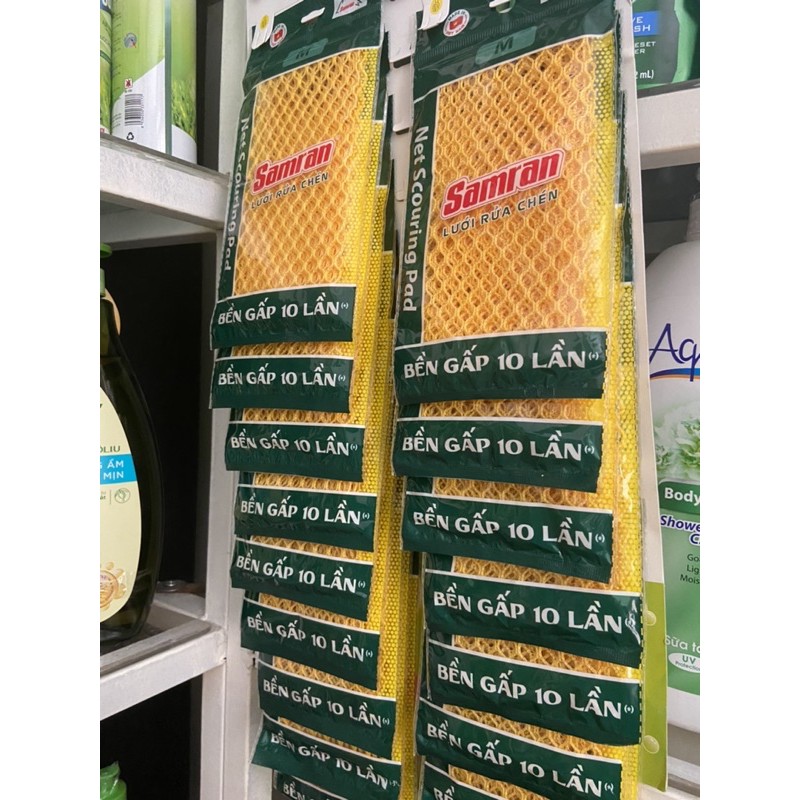 M
Net Scouring Pad
Samran
LƯỚI RỬA CHÉN
BỀN GẤP 10 LẦN(*)
BỀN GẤP 10 LẦN(*)
BỀN GẤP 10 LẦN(*)
BỀN GẤP 10 LẦN(*)
BỀN GẤP 10 LẦN(*)
BỀN GẤP 10 LẦN(*)
BỀN GẤP 10 LẦN(*)
BỀN GẤP 10 LẦN
M
Net Scouring Pad
Samran
LƯỚI RỬA CHÉN
BỀN GẤP 10 LẦN(*)
BỀN GẤP 10 LẦN(*)
BỀN GẤP 10 LẦN(*)
BỀN GẤP 10 LẦN(*)
BỀN GẤP 10 LẦN(*)
BỀN GẤP 10 LẦN(*)
BỀN GẤP 10 LẦN
OLIU
ẨM
MỊN
Aq
Body
Showe
Sữa tắ
UV